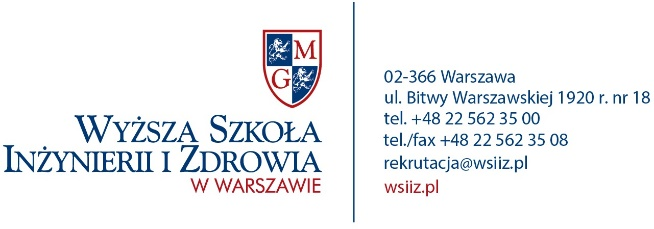 M
G
WYŻSZA SZKOŁA
INŻYNIERII I ZDROWIA
W WARSZAWIE
02-366 Warszawa
ul. Bitwy Warszawskiej 1920 r. nr 18
tel. +48 22 562 35 00
tel./fax +48 22 562 35 08
rekrutacja@wsiiz.pl
wsiiz.pl